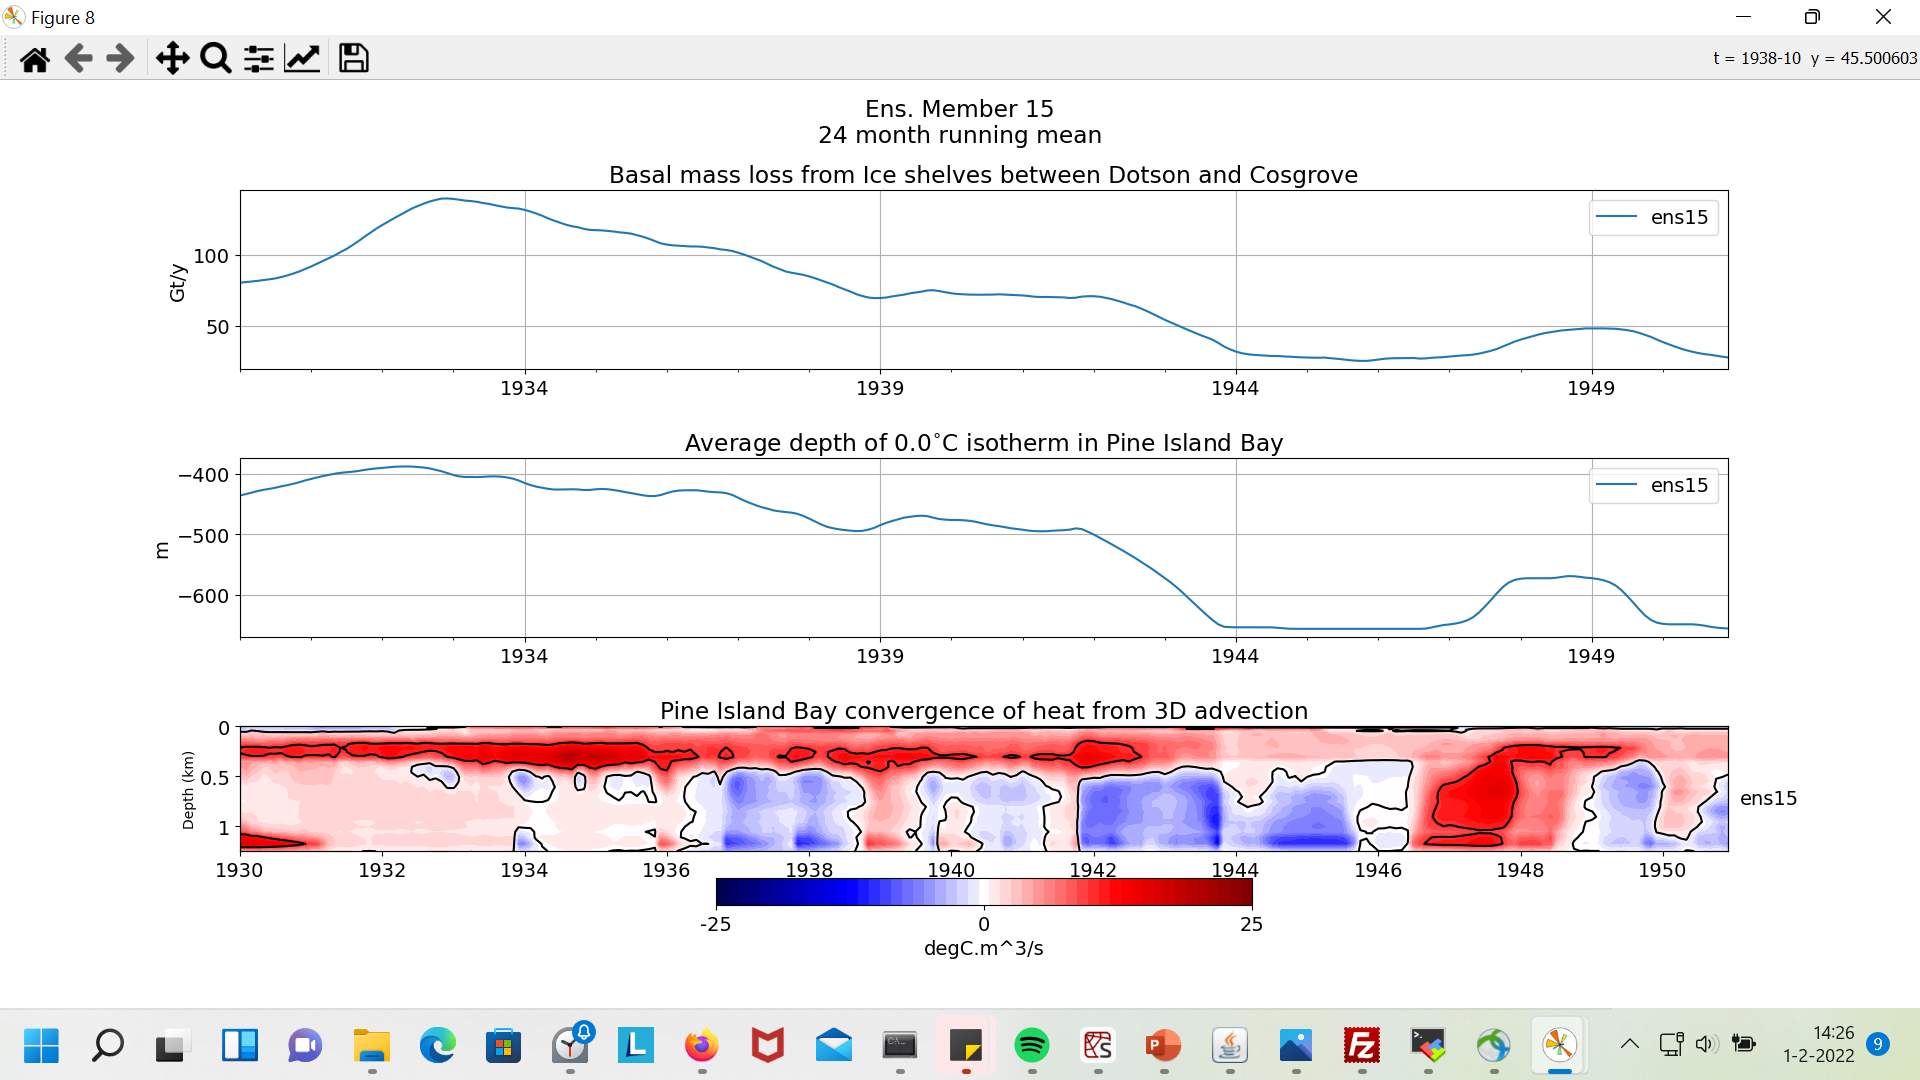 Figure 8
t = 1938-10 y = 45.500603
Ens. Member 15
24 month running mean
Basal mass loss from Ice shelves between Dotson and Cosgrove
ens15
100
50
Gt/y
1934 1939 1944 1949
Average depth of 0.0°C isotherm in Pine Island Bay
ens15
−400
−500
−600
m
1934 1939 1944 1949
Pine Island Bay convergence of heat from 3D advection
0
0.5
1
Depth (km)
ens15
1930 1932 1934 1936 1938 1940 1942 1944 1946 1948 1950
-25 0 25
degC.m^3/s
14:26
1-2-2022
9